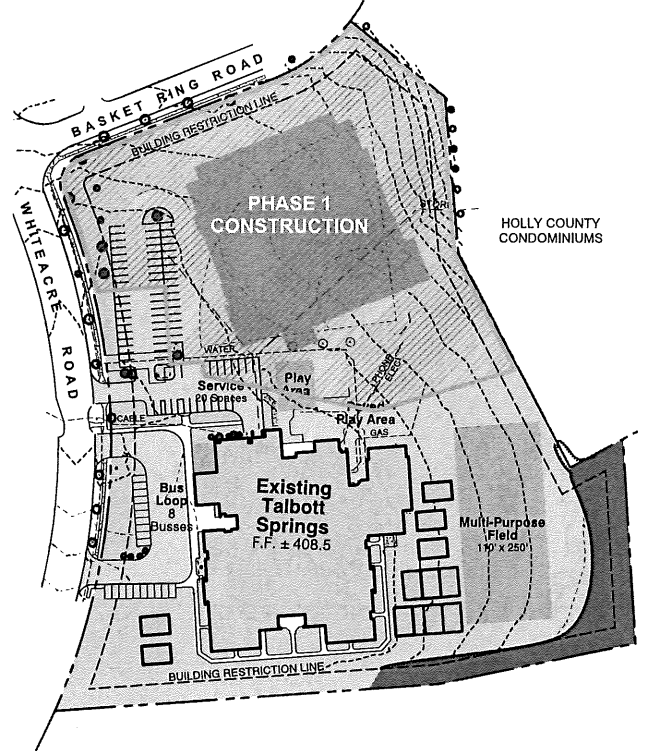 BASKET RING ROAD
BUILDING RESTRICTION LINE
PHASE 1
CONSTRUCTION
WHITEACRE ROAD
HOLLY COUNTY
CONDOMINIUMS
WATER
Service
20 Spaces
Play
Area
CABLE
Play Area
GAS
Bus
Loop
8
Busses
Existing
Talbott
Springs
F.F. ± 408.5
Multi-Purpose
Field
110' x 250'
BUILDING RESTRICTION LINE